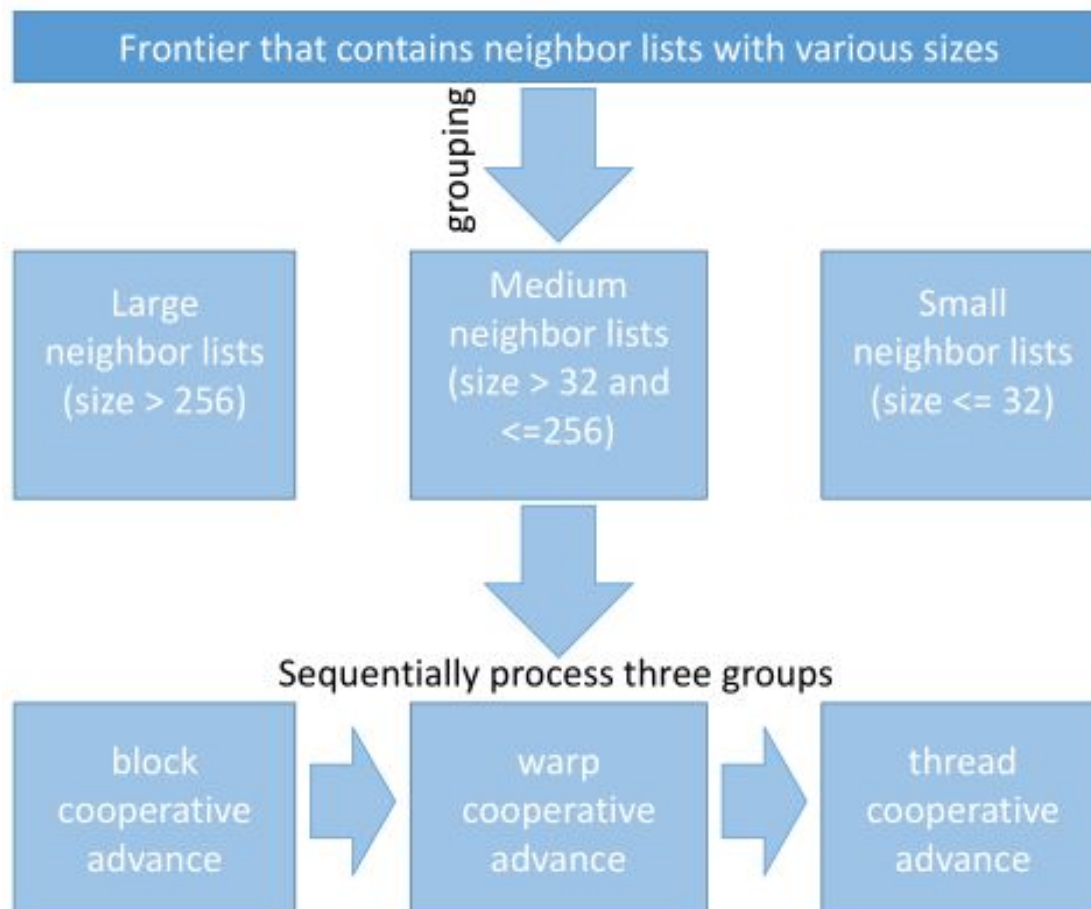 Frontier that contains neighbor lists with various sizes
grouping
Large
neighbor lists
(size > 256)
Medium
neighbor lists
(size > 32 and
<=256)
Small
neighbor lists
(size <= 32)
Sequentially process three groups
block
cooperative
advance
warp
cooperative
advance
thread
cooperative
advance